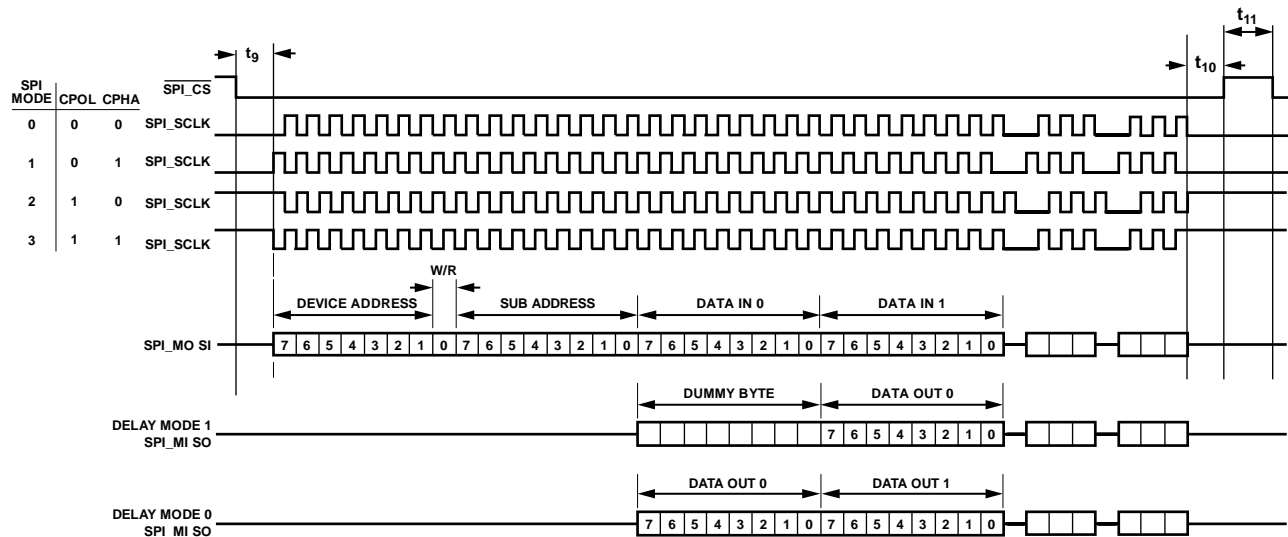 t11
t9
t10
SPI_CS
SPI MODE CPOL CPHA
0 0 0 SPI_SCLK
1 0 1 SPI_SCLK
2 1 0 SPI_SCLK
3 1 1 SPI_SCLK
W/R
DEVICE ADDRESS SUB ADDRESS DATA IN 0 DATA IN 1
SPI_MO SI 7 6 5 4 3 2 1 0 7 6 5 4 3 2 1 0 7 6 5 4 3 2 1 0 7 6 5 4 3 2 1 0
DUMMY BYTE DATA OUT 0
DELAY MODE 1
SPI_MI SO
7 6 5 4 3 2 1 0
DATA OUT 0 DATA OUT 1
DELAY MODE 0
SPI_MI SO
7 6 5 4 3 2 1 0 7 6 5 4 3 2 1 0